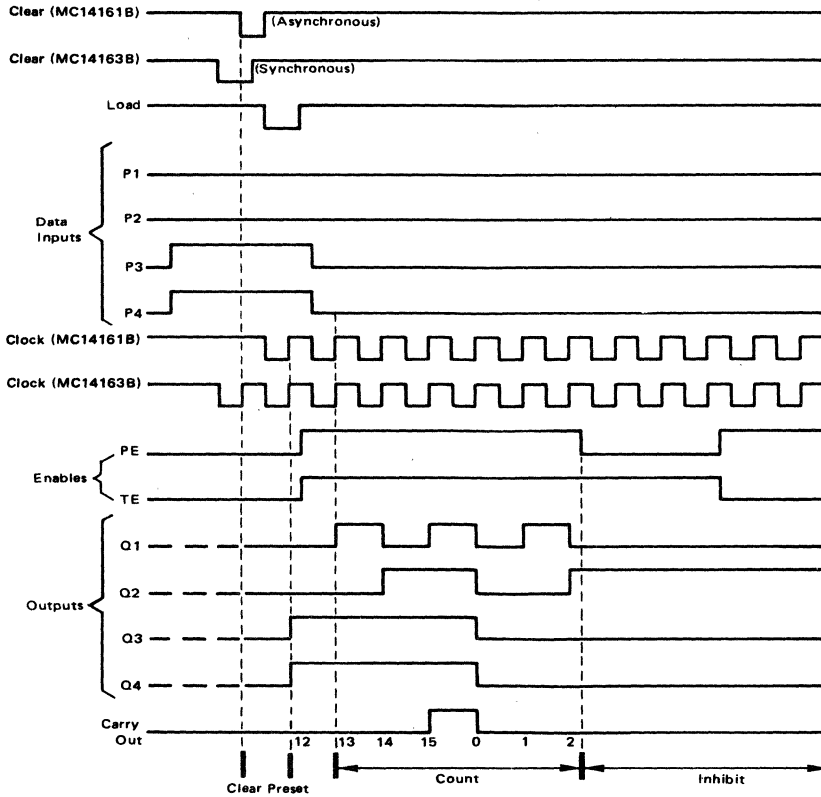 Clear (MC14161B)
(Asynchronous)
Clear (MC14163B)
(Synchronous)
Load
P1
P2
Data
Inputs
P3
P4
Clock (MC14161B)
Clock (MC14163B)
PE
Enables
TE
Q1
Q2
Outputs
Q3
Q4
Carry
Out
12 13 14 15 0 1 2
Clear Preset
Count
Inhibit